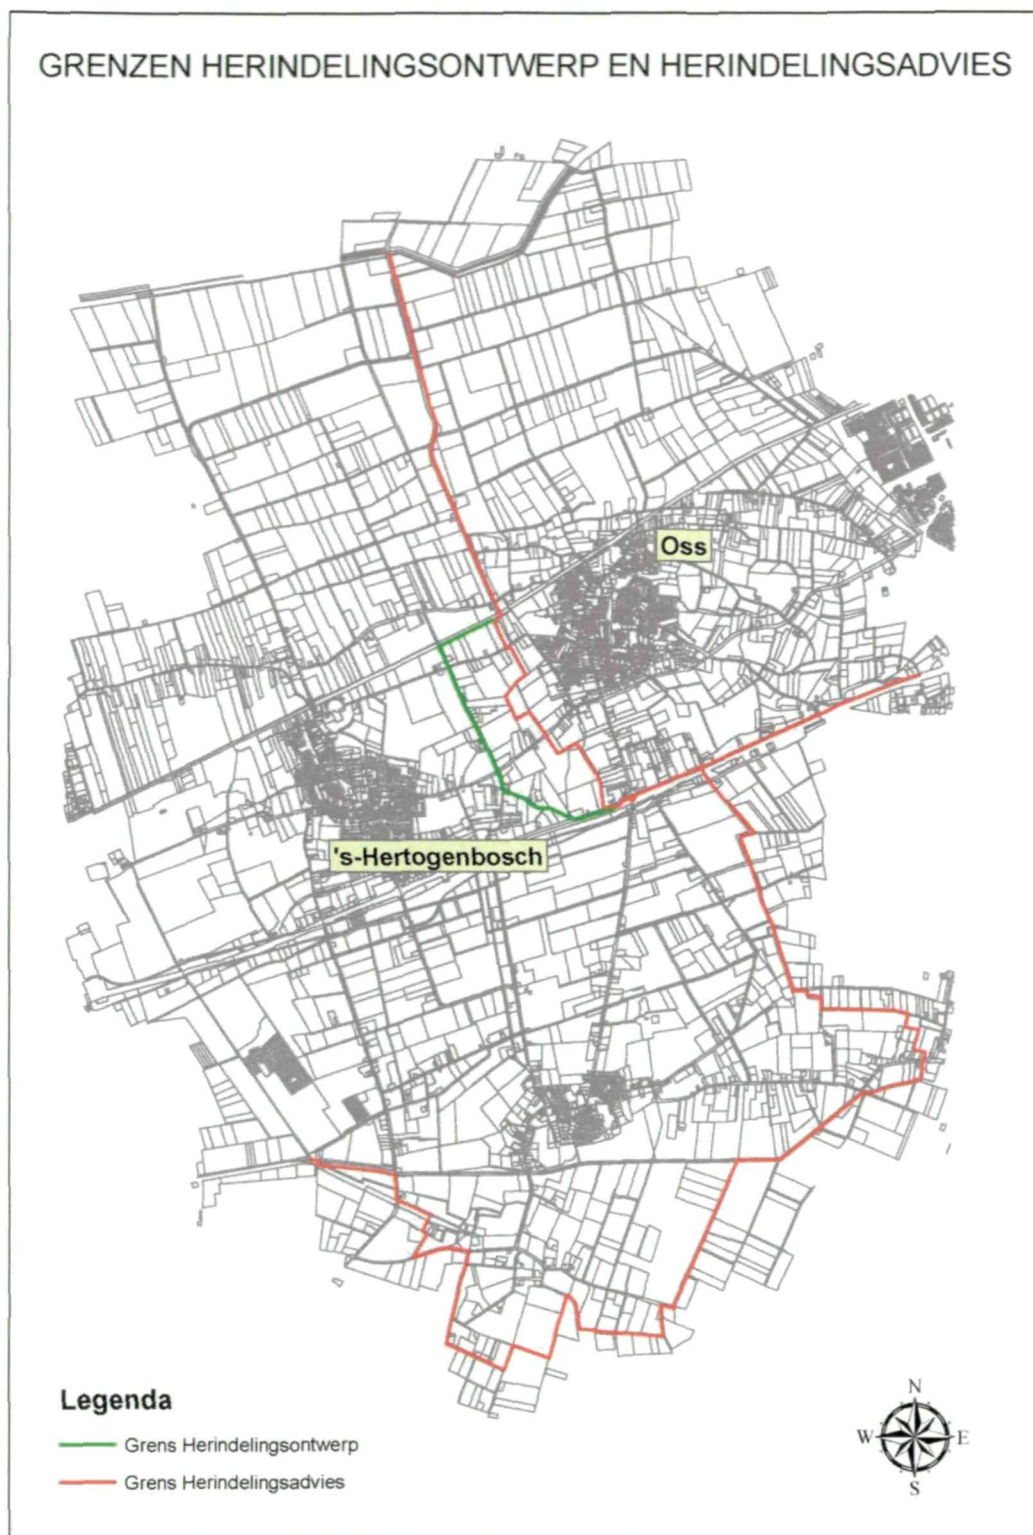 GRENZEN HERINDELINGSONTWERP EN HERINDELINGSADVIES
Oss
's-Hertogenbosch
Legenda
Grens Herindelingsontwerp
Grens Herindelingsadvies
N
W E
S